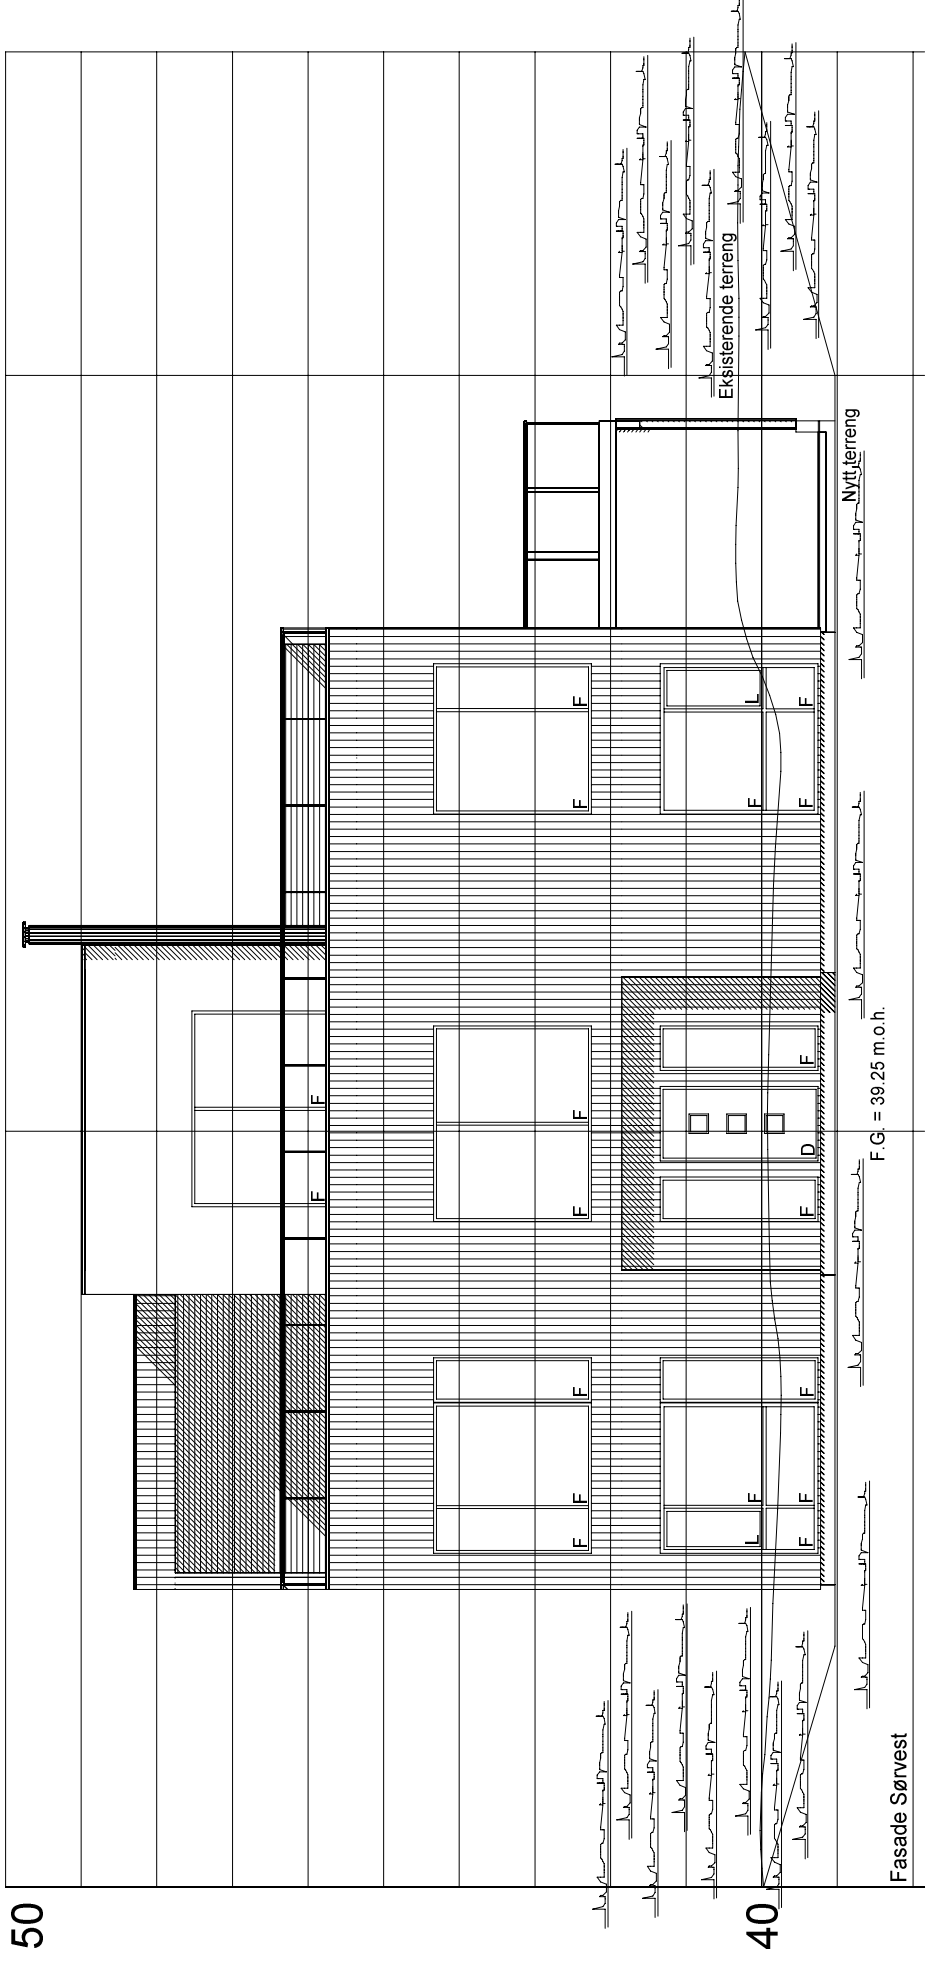 50
F F
F F F F F F F
Eksisterende terreng
L F F L
40
F F F F D F F F
Nytt terreng
F.G. = 39.25 m.o.h.
Fasade Sørvest